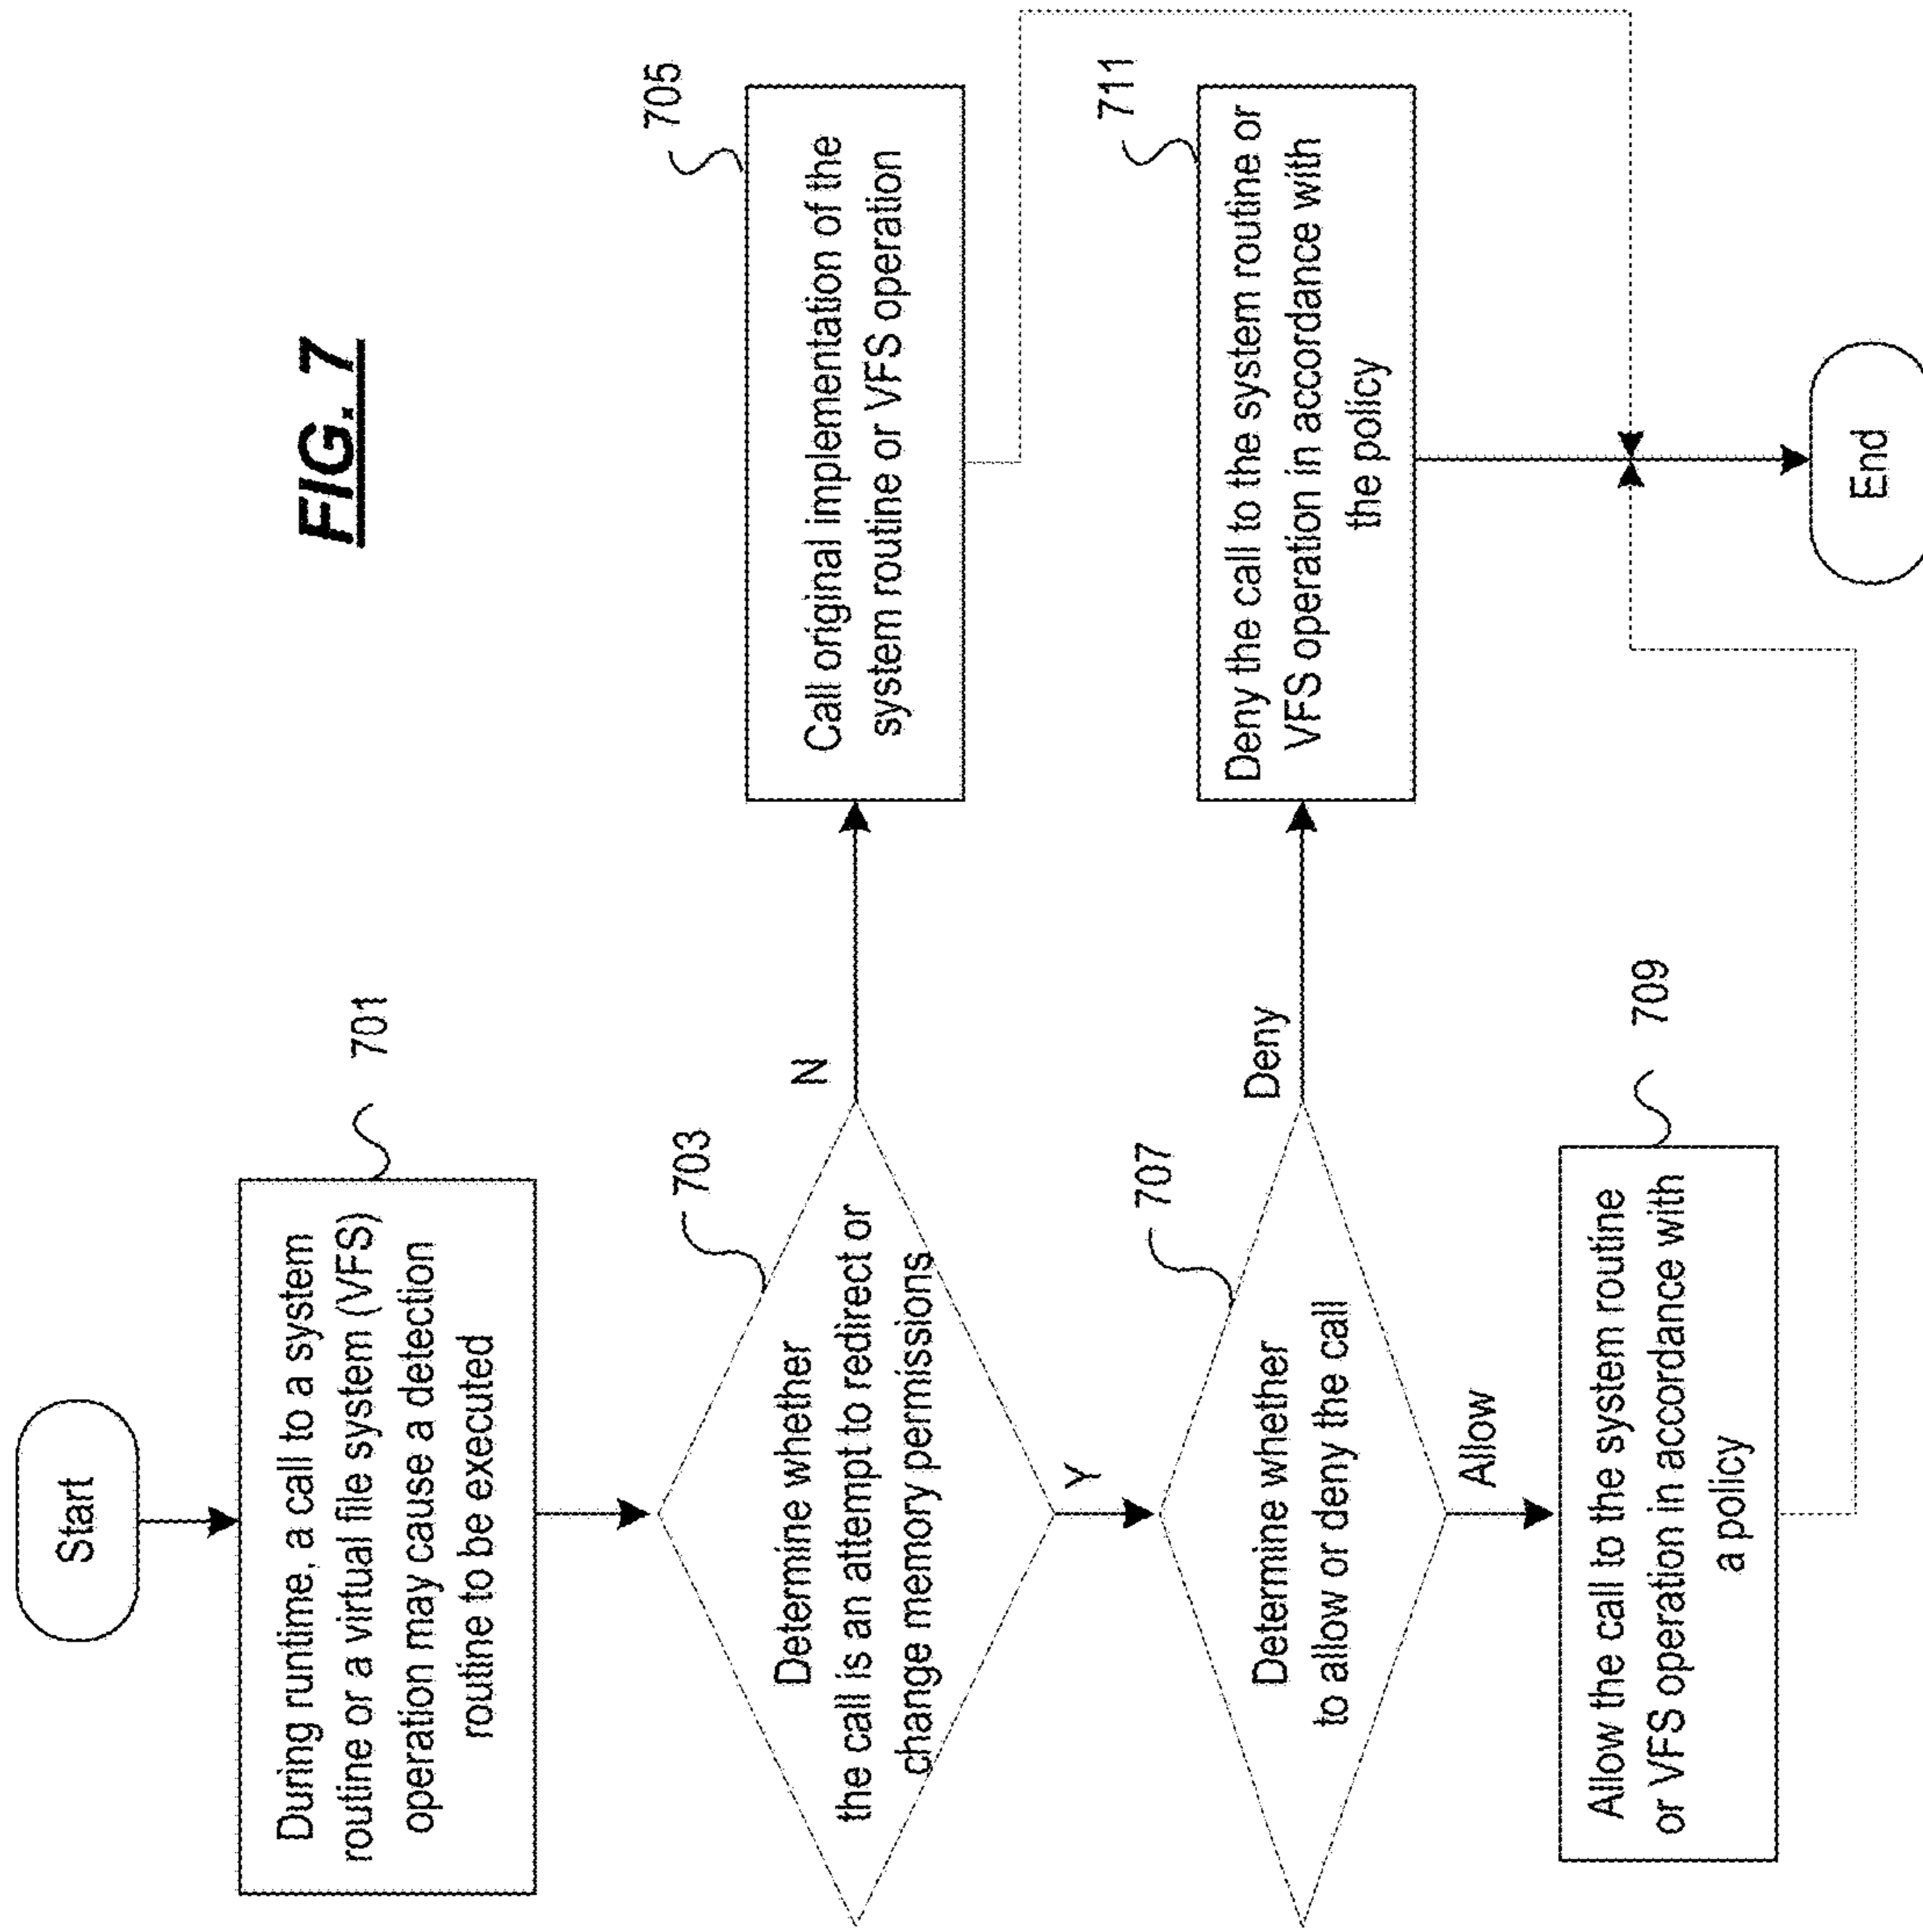 FIG. 7
Start
701
During runtime, a call to a system
routine or a virtual file system (VFS)
operation may cause a detection
routine to be executed
703
Determine whether
the call is an attempt to redirect or
change memory permissions
N
705
Call original implementation of the
system routine or VFS operation
Y
707
Determine whether
to allow or deny the call
Deny
711
Deny the call to the system routine or
VFS operation in accordance with
the policy
Allow
709
Allow the call to the system routine
or VFS operation in accordance with
a policy
End